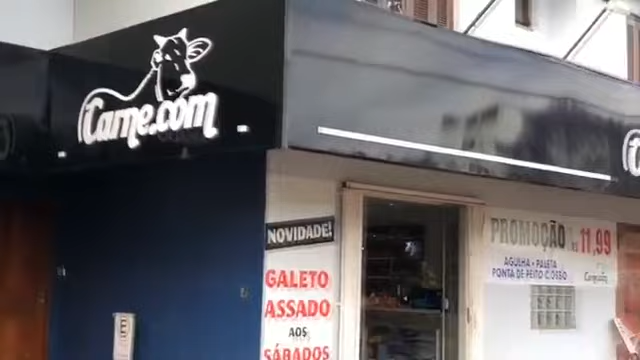 Carne.com
NOVIDADE!
GALETO
ASSADO
AOS
SÁBADOS
PROMOÇÃO R$ 11,99
AGULHA • PALETA
PONTA DE PEITO C.OSSO